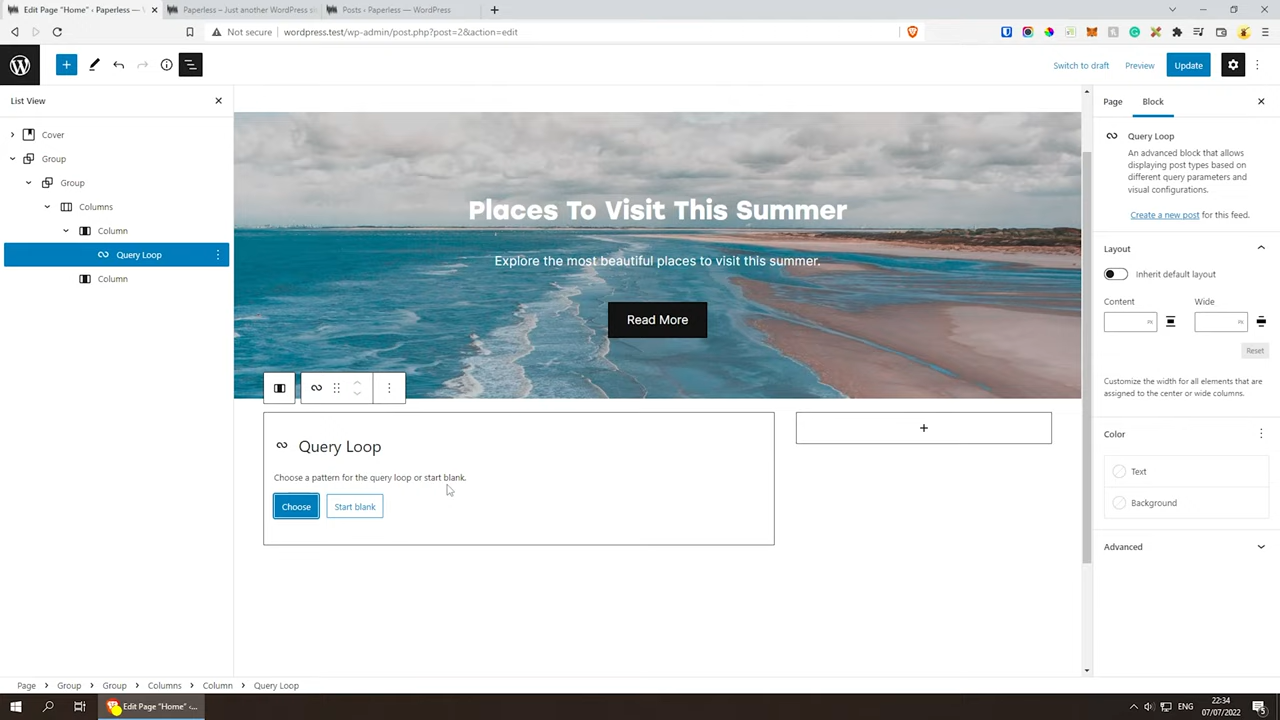 Edit Page "Home" ‹ Paperless — W
Paperless – Just another WordPress si
Posts ‹ Paperless — WordPress
Not secure
wordpress.test/wp-admin/post.php?post=2&action=edit
Switch to draft
Preview
Update
List View
Page
Block
Cover
Group
Group
Columns
Column
Query Loop
Column
Places To Visit This Summer
Explore the most beautiful places to visit this summer.
Read More
Query Loop
Choose a pattern for the query loop or start blank.
Choose
Start blank
Query Loop
An advanced block that allows
displaying post types based on
different query parameters and
visual configurations.
Create a new post for this feed.
Layout
Inherit default layout
Content
Wide
PX
PX
Reset
Customize the width for all elements that are
assigned to the center or wide columns.
Color
Text
Background
Advanced
Page
Group
Group
Columns
Column
Query Loop
Edit Page "Home" ‹...
ENG
22:34
07/07/2022